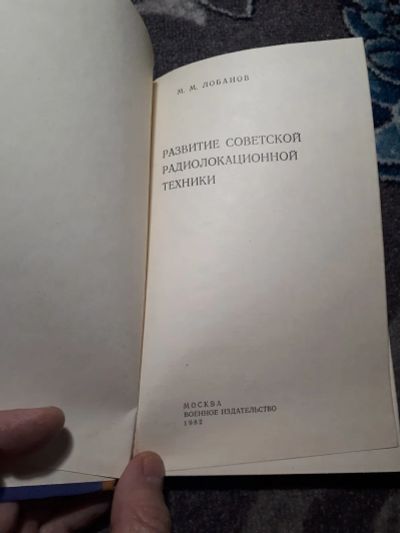 М. М. ЛОБАНОВ
РАЗВИТИЕ СОВЕТСКОЙ
РАДИОЛОКАЦИОННОЙ
ТЕХНИКИ
МОСКВА
ВОЕННОЕ ИЗДАТЕЛЬСТВО
1982